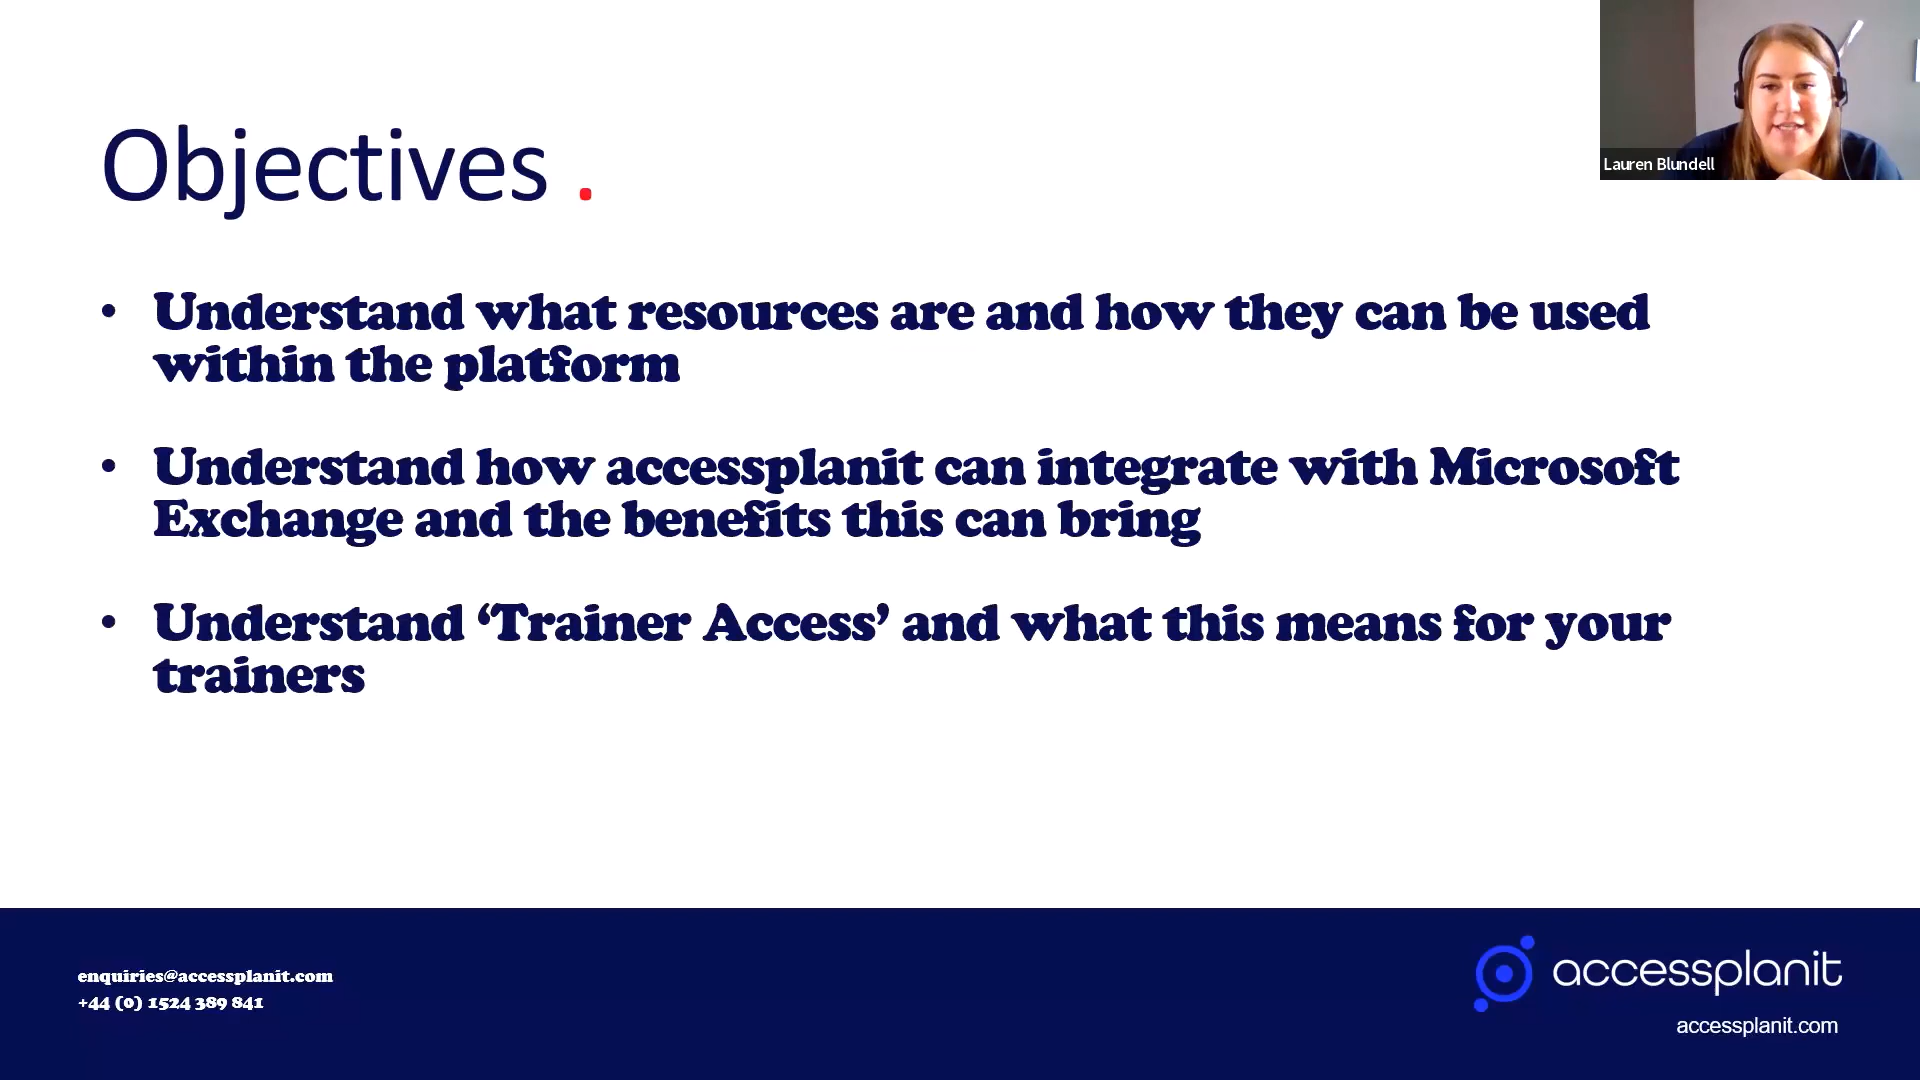 Objectives .
Lauren Blundell
• Understand what resources are and how they can be used
within the platform
• Understand how accessplanit can integrate with Microsoft
Exchange and the benefits this can bring
• Understand ‘Trainer Access’ and what this means for your
trainers
enquiries@accessplanit.com
+44 (0) 1524 389 841
accessplanit
accessplanit.com